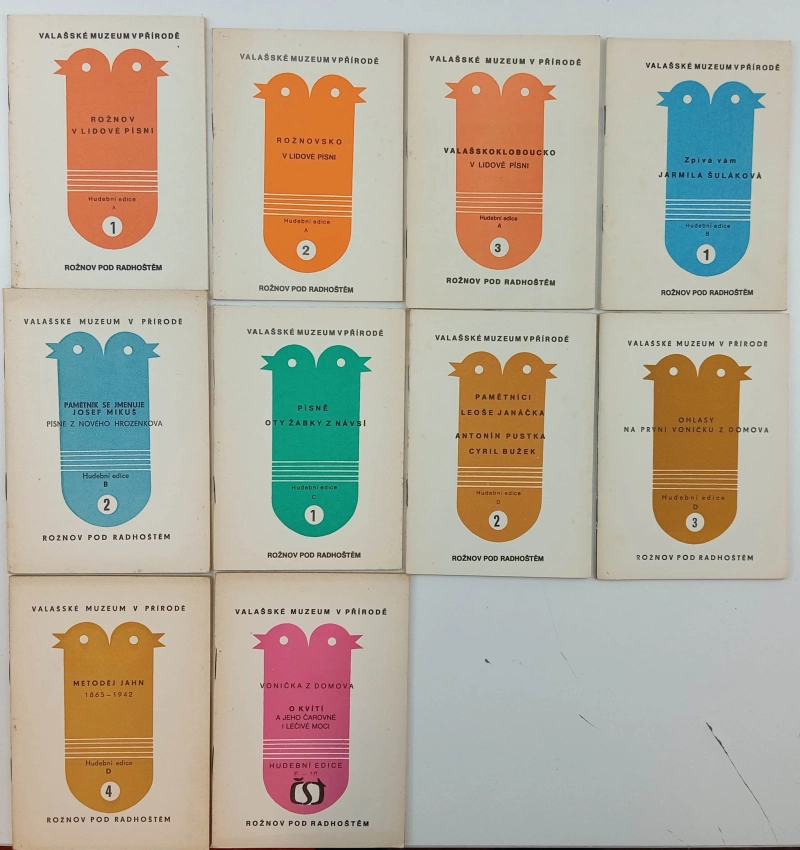 VALAŠSKÉ MUZEUM V PŘÍRODĚ
ROŽNOV
V LIDOVÉ PÍSNI
Hudební edice
A
1
ROŽNOV POD RADHOŠTĚM
VALAŠSKÉ MUZEUM V PŘÍRODĚ
ROŽNOVSKO
V LIDOVÉ PÍSNI
Hudební edice
A
2
ROŽNOV POD RADHOŠTĚM
VALAŠSKÉ MUZEUM V PŘÍRODĚ
VALAŠSKOKLOBOUCKO
V LIDOVÉ PÍSNI
Hudební edice
A
3
ROŽNOV POD RADHOŠTĚM
VALAŠSKÉ MUZEUM V PŘÍRODĚ
Zpívá vám
JARMILA ŠULÁKOVÁ
Hudební edice
B
1
ROŽNOV POD RADHOŠTĚM
VALAŠSKÉ MUZEUM V PŘÍRODĚ
PAMĚTNÍK SE JMENUJE
JOSEF MIKUŠ
PÍSNĚ Z NOVÉHO HROZENKOVA
Hudební edice
B
2
ROŽNOV POD RADHOŠTĚM
VALAŠSKÉ MUZEUM V PŘÍRODĚ
PÍSNĚ
OTY ŽABKY Z NÁVSÍ
Hudební edice
C
1
ROŽNOV POD RADHOŠTĚM
VALAŠSKÉ MUZEUM V PŘÍRODĚ
PAMĚTNÍCI
LEOŠE JANÁČKA
ANTONÍN PUSTKA
CYRIL BUŽEK
Hudební edice
D
2
ROŽNOV POD RADHOŠTĚM
VALAŠSKÉ MUZEUM V PŘÍRODĚ
OHLASY
NA PRVNÍ VONIČKU Z DOMOVA
Hudební edice
D
3
ROŽNOV POD RADHOŠTĚM
VALAŠSKÉ MUZEUM V PŘÍRODĚ
METODĚJ JAHN
1865–1942
Hudební edice
D
4
ROŽNOV POD RADHOŠTĚM
VALAŠSKÉ MUZEUM V PŘÍRODĚ
VONIČKA Z DOMOVA
O KVÍTÍ
A JEHO ČAROVNÉ
I LÉČIVÉ MOCI
HUDEBNÍ EDICE
ČST
ROŽNOV POD RADHOŠTĚM